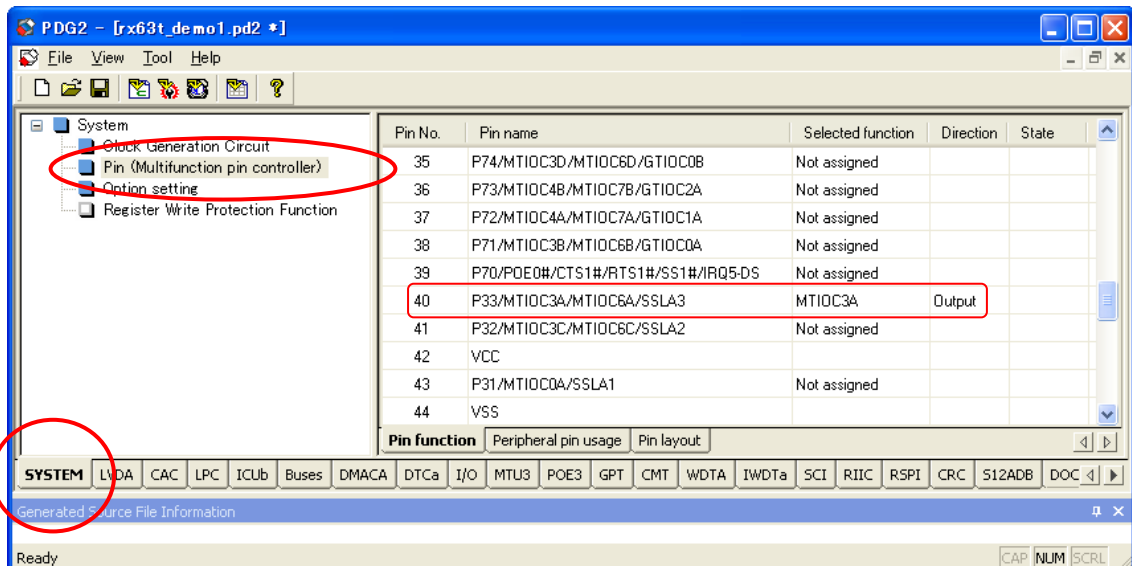 PDG2 - [rx63t_demo1.pd2 *]
File View Tool Help
System
Clock Generation Circuit
Pin (Multifunction pin controller)
Option setting
Register Write Protection Function
Pin No. Pin name Selected function Direction State
35 P74/MTIOC3D/MTIOC6D/GTIOC0B Not assigned
36 P73/MTIOC4B/MTIOC7B/GTIOC2A Not assigned
37 P72/MTIOC4A/MTIOC7A/GTIOC1A Not assigned
38 P71/MTIOC3B/MTIOC6B/GTIOC0A Not assigned
39 P70/POE0#/CTS1#/RTS1#/SS1#/IRQ5-DS Not assigned
40 P33/MTIOC3A/MTIOC6A/SSLA3 MTIOC3A Output
41 P32/MTIOC3C/MTIOC6C/SSLA2 Not assigned
42 VCC
43 P31/MTIOC0A/SSLA1 Not assigned
44 VSS
Pin function Peripheral pin usage Pin layout
SYSTEM LVDA CAC LPC ICUb Buses DMACA DTCa I/O MTU3 POE3 GPT CMT WDTA IWDTa SCI RIIC RSPI CRC S12ADB DOC
Generated Source File Information
Ready CAP NUM SCRL